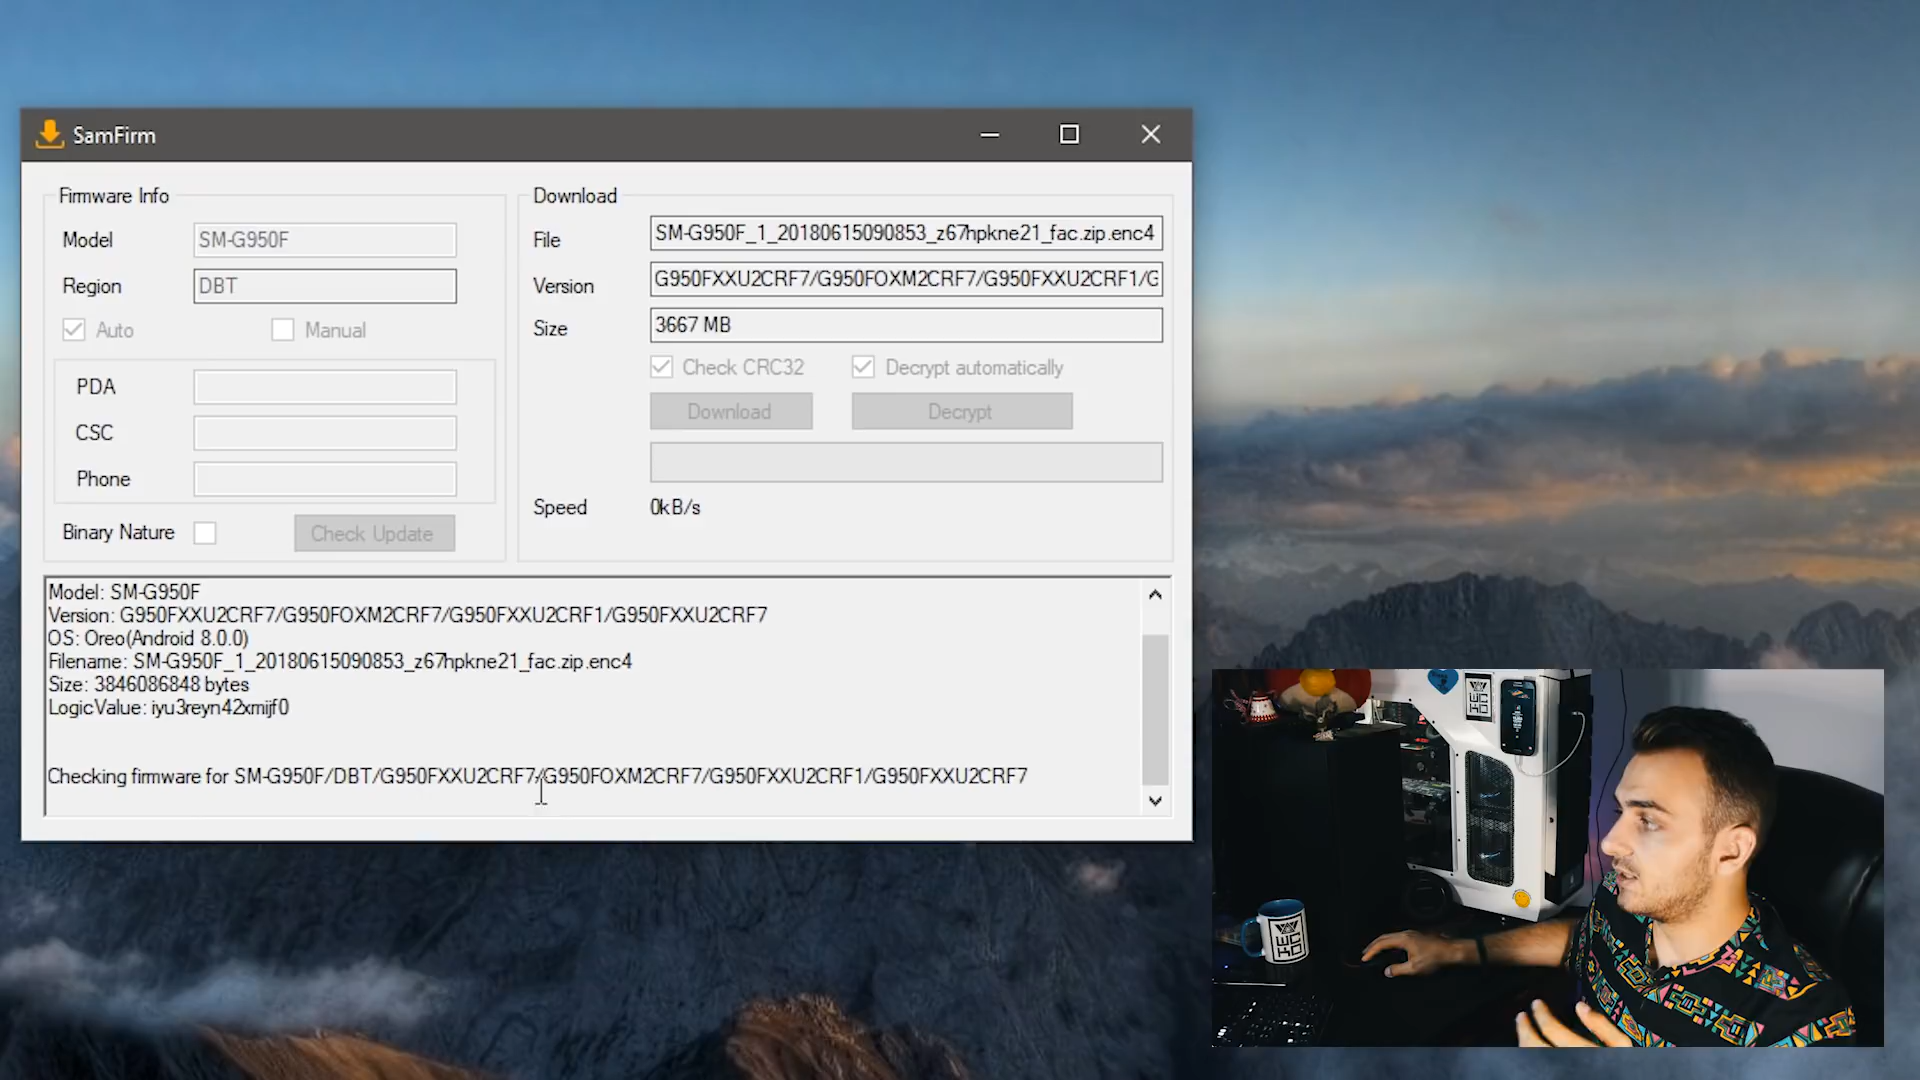 SamFirm
Firmware Info
Model
SM-G950F
Region
DBT
Auto
Manual
PDA
CSC
Phone
Binary Nature
Check Update
Download
File
SM-G950F_1_20180615090853_z67hpkne21_fac.zip.enc4
Version
G950FXXU2CRF7/G950FOXM2CRF7/G950FXXU2CRF1/G
Size
3667 MB
Check CRC32
Decrypt automatically
Download
Decrypt
Speed
0kB/s
Model: SM-G950F
Version: G950FXXU2CRF7/G950FOXM2CRF7/G950FXXU2CRF1/G950FXXU2CRF7
OS: Oreo(Android 8.0.0)
Filename: SM-G950F_1_20180615090853_z67hpkne21_fac.zip.enc4
Size: 3846086848 bytes
LogicValue: iyu3reyn42xmijf0
Checking firmware for SM-G950F/DBT/G950FXXU2CRF7/G950FOXM2CRF7/G950FXXU2CRF1/G950FXXU2CRF7